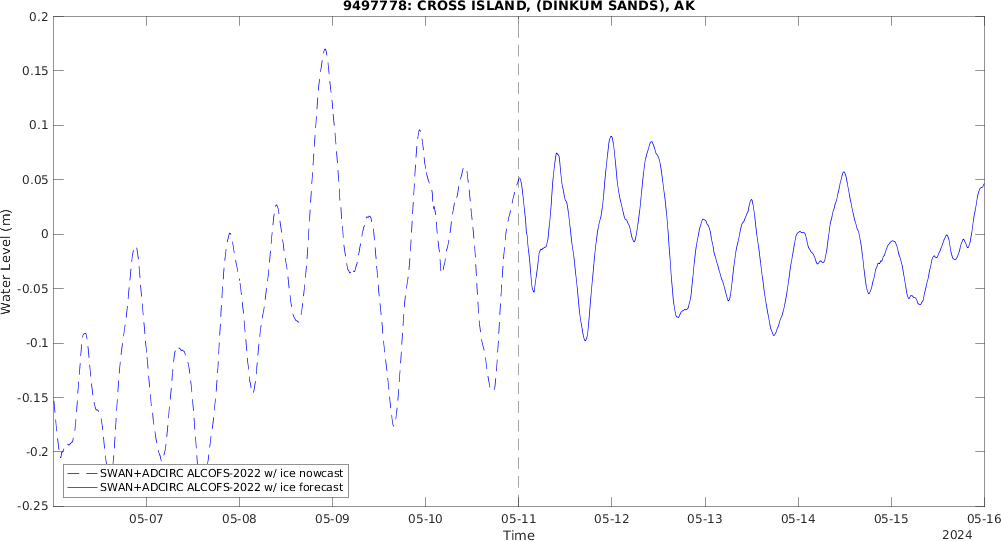 9497778: CROSS ISLAND, (DINKUM SANDS), AK
0.2
0.15
0.1
0.05
0
-0.05
-0.1
-0.15
-0.2
-0.25
Water Level (m)
SWAN+ADCIRC ALCOFS-2022 w/ ice nowcast
SWAN+ADCIRC ALCOFS-2022 w/ ice forecast
05-07 05-08 05-09 05-10 05-11 05-12 05-13 05-14 05-15 05-16
Time
2024